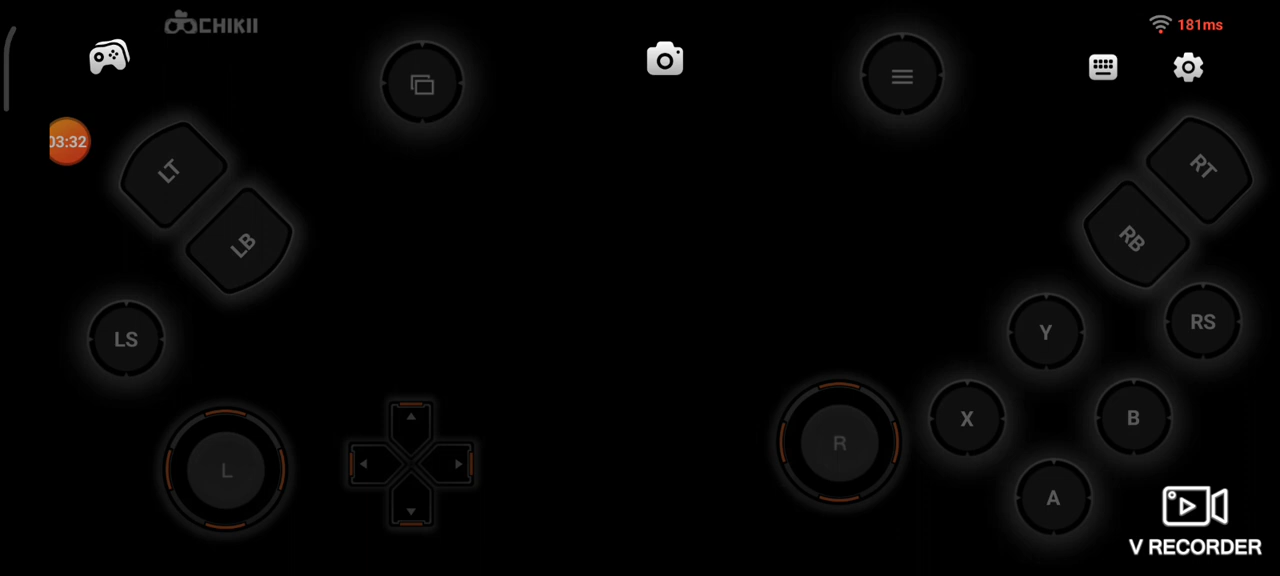 CHIKII
181ms
03:32
LT
RT
LB
RB
LS
RS
Y
X
B
L
R
A
V RECORDER